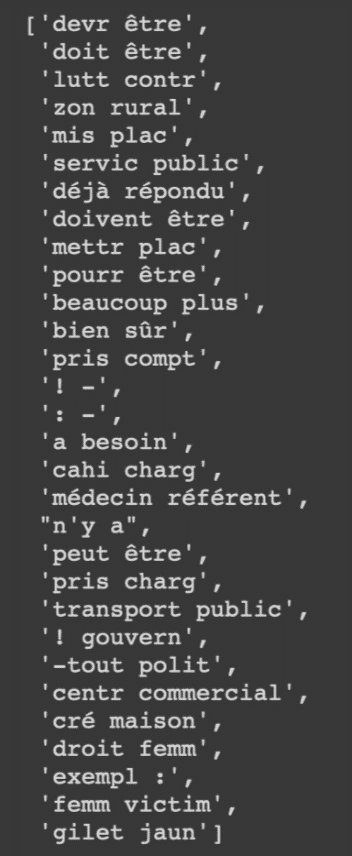 ['devr être',
'doit être',
'lutt contr',
'zon rural',
'mis plac',
'servic public',
'déjà répondu',
'doivent être',
'mettr plac',
'pourr être',
'beaucoup plus',
'bien sûr',
'pris compt',
'! -',
': -',
'a besoin',
'cahi charg',
'médecin référent',
"n'y a",
'peut être',
'pris charg',
'transport public',
'! gouvern',
'-tout polit',
'centr commercial',
'cré maison',
'droit femm',
'exempl :',
'femm victim',
'gilet jaun']